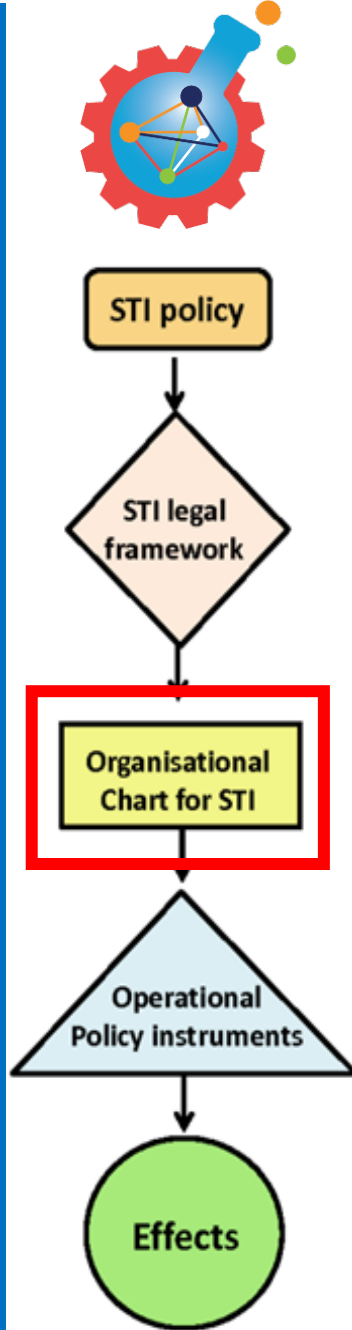 STI policy
STI legal
framework
Organisational
Chart for STI
Operational
Policy instruments
Effects